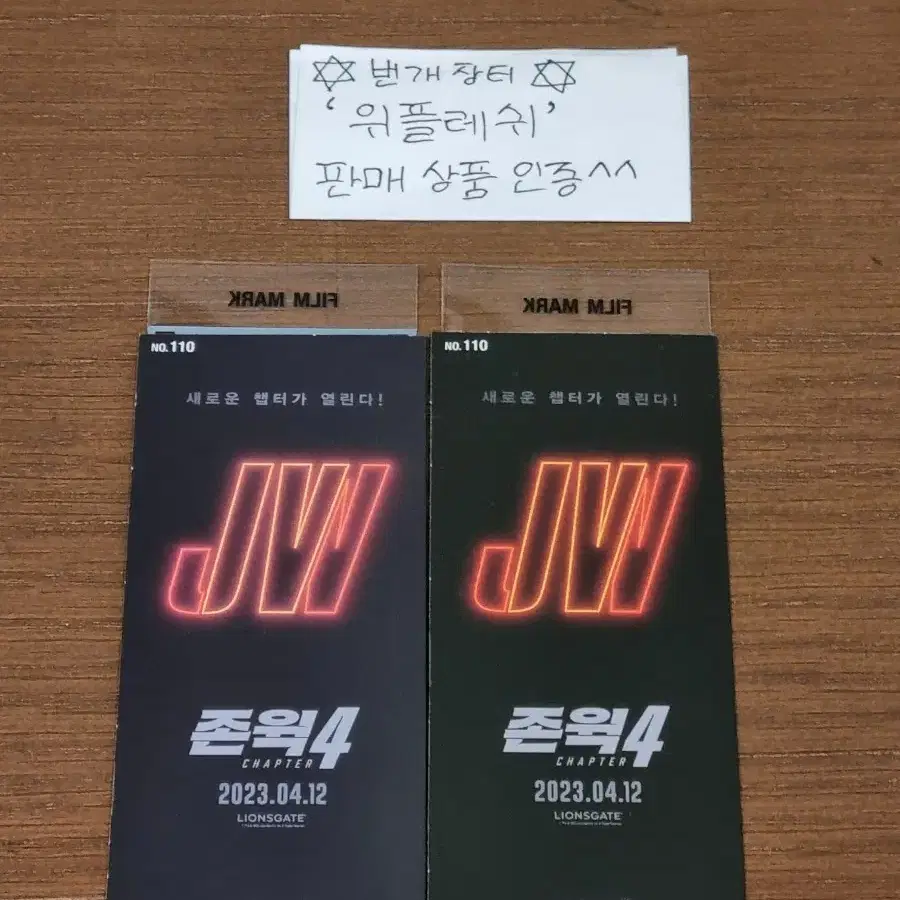 ✡ 번개장터 ✡
'위플레쉬'
판매 상품 인증^^
FILM MARK
FILM MARK
NO.110
새로운 챕터가 열린다!
JW
존윅4
CHAPTER
2023.04.12
LIONSGATE
NO.110
새로운 챕터가 열린다!
JW
존윅4
CHAPTER
2023.04.12
LIONSGATE